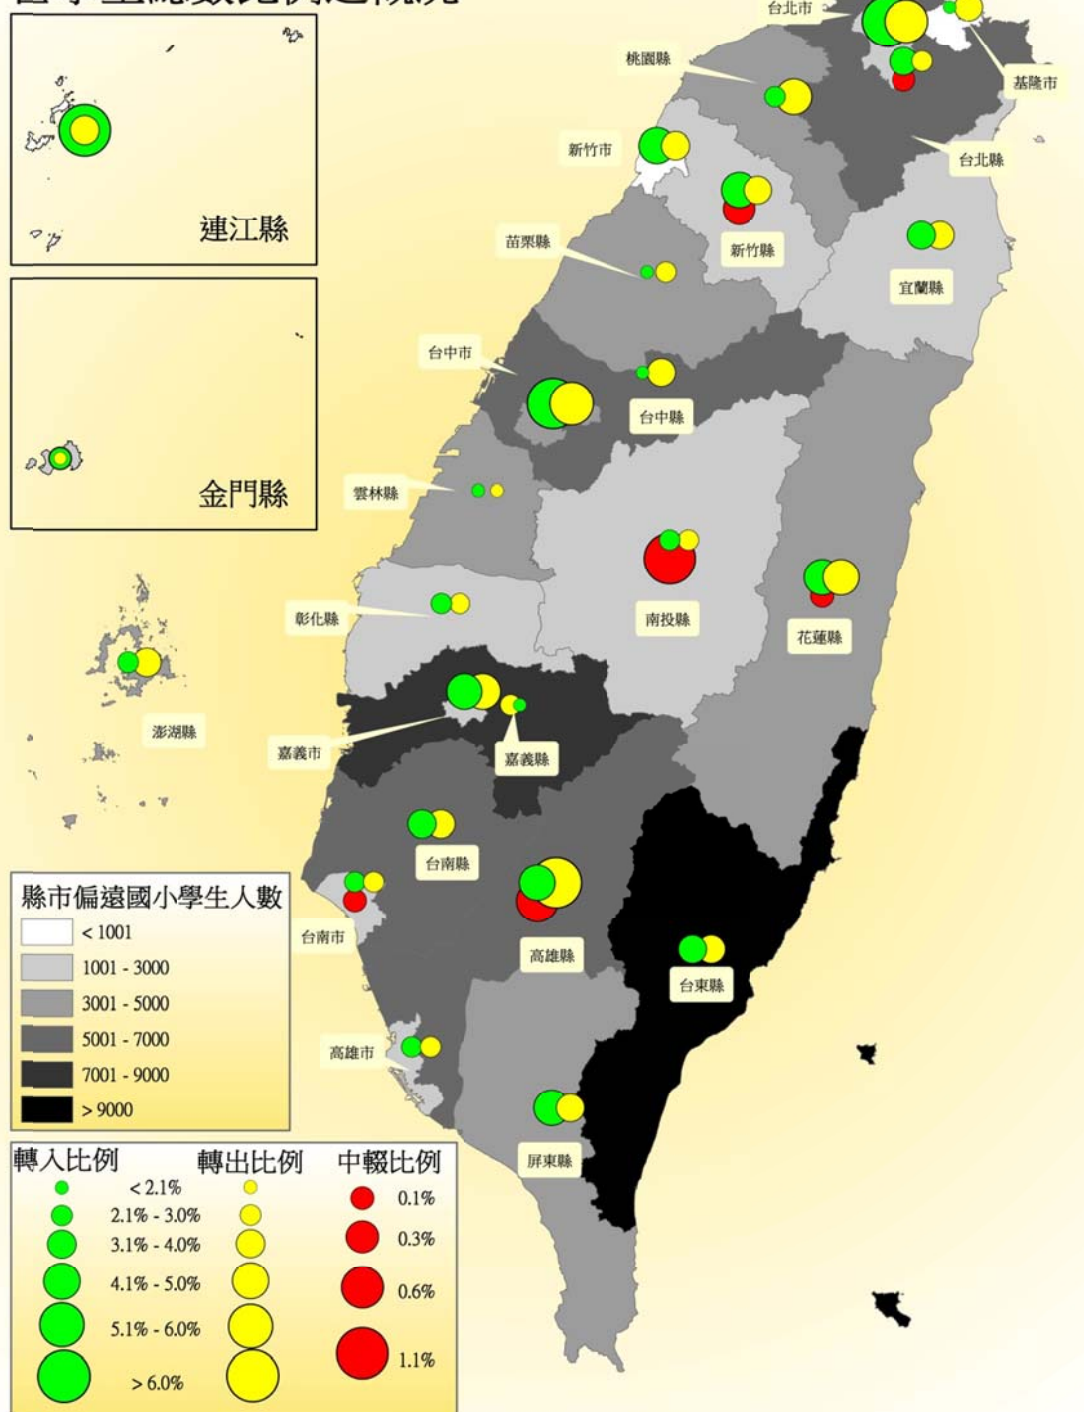 台北市
桃園縣
基隆市
新竹市
台北縣
連江縣
苗栗縣
新竹縣
宜蘭縣
台中市
台中縣
雲林縣
金門縣
彰化縣
南投縣
花蓮縣
澎湖縣
嘉義市
嘉義縣
台南縣
縣市偏遠國小學生人數
< 1001
1001 - 3000
3001 - 5000
5001 - 7000
7001 - 9000
> 9000
台南市
高雄縣
台東縣
高雄市
屏東縣
轉入比例 轉出比例 中輟比例
< 2.1%
2.1% - 3.0%
3.1% - 4.0%
4.1% - 5.0%
5.1% - 6.0%
> 6.0%
0.1%
0.3%
0.6%
1.1%